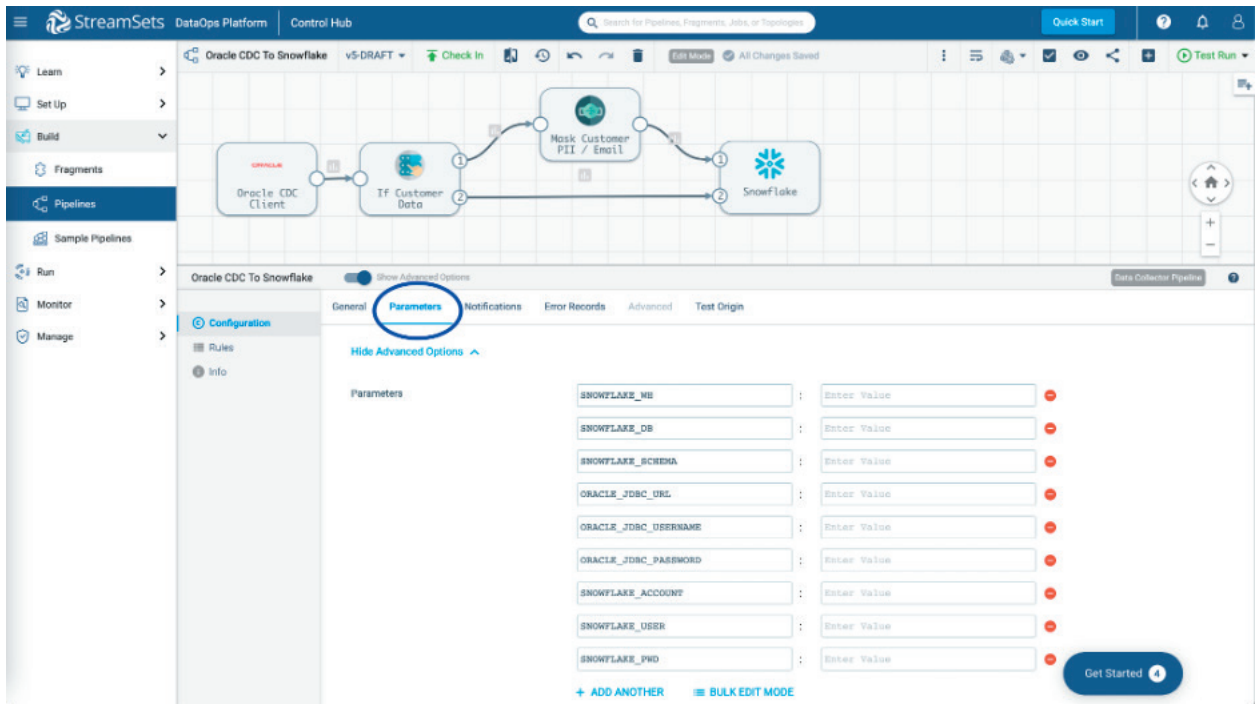 StreamSets DataOps Platform Control Hub Search for Pipelines, Fragments, Jobs, or Topologies Quick Start ?
Learn
Set Up
Build
Fragments
Pipelines
Sample Pipelines
Run
Monitor
Manage
Oracle CDC To Snowflake v5-DRAFT Check In Edit Mode All Changes Saved Test Run
ORACLE
Oracle CDC
Client
If Customer
Data
1
2
Mask Customer
PII / Email
1
2
Snowflake
+
−
Oracle CDC To Snowflake Show Advanced Options Data Collector Pipeline ?
Configuration
Rules
Info
General Parameters Notifications Error Records Advanced Test Origin
Hide Advanced Options
Parameters
SNOWFLAKE_WH : Enter Value
SNOWFLAKE_DB : Enter Value
SNOWFLAKE_SCHEMA : Enter Value
ORACLE_JDBC_URL : Enter Value
ORACLE_JDBC_USERNAME : Enter Value
ORACLE_JDBC_PASSWORD : Enter Value
SNOWFLAKE_ACCOUNT : Enter Value
SNOWFLAKE_USER : Enter Value
SNOWFLAKE_PWD : Enter Value
+ ADD ANOTHER BULK EDIT MODE
Get Started 4